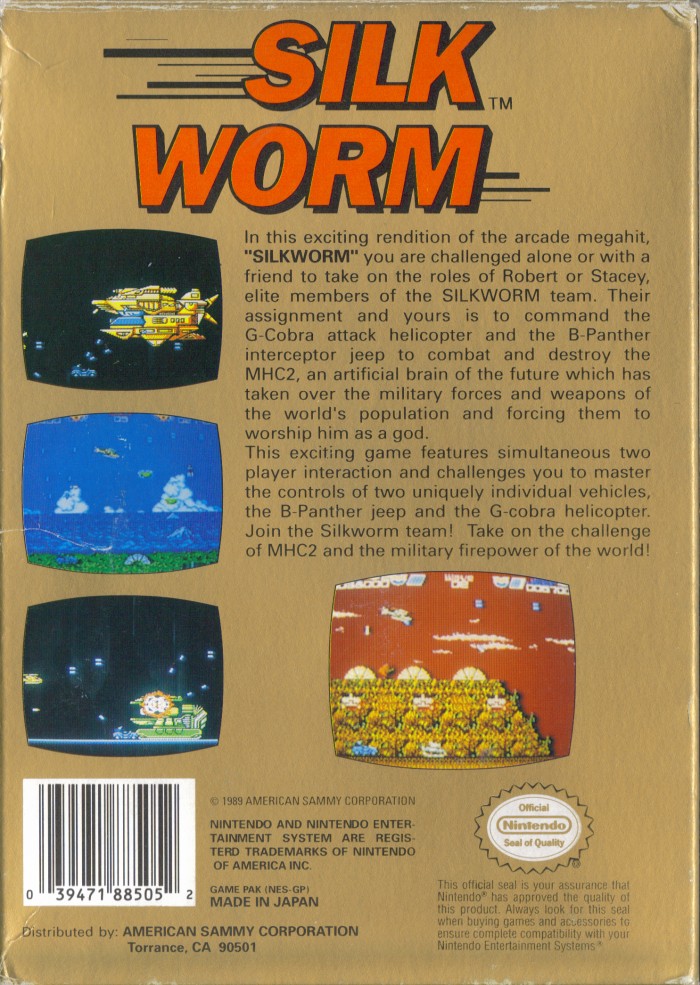 SILK
WORM™
In this exciting rendition of the arcade megahit,
"SILKWORM" you are challenged alone or with a
friend to take on the roles of Robert or Stacey,
elite members of the SILKWORM team. Their
assignment and yours is to command the
G-Cobra attack helicopter and the B-Panther
interceptor jeep to combat and destroy the
MHC2, an artificial brain of the future which has
taken over the military forces and weapons of
the world's population and forcing them to
worship him as a god.
This exciting game features simultaneous two
player interaction and challenges you to master
the controls of two uniquely individual vehicles,
the B-Panther jeep and the G-cobra helicopter.
Join the Silkworm team! Take on the challenge
of MHC2 and the military firepower of the world!
0 39471 88505 2
© 1989 AMERICAN SAMMY CORPORATION
NINTENDO AND NINTENDO ENTER-
TAINMENT SYSTEM ARE REGIS-
TERD TRADEMARKS OF NINTENDO
OF AMERICA INC.
GAME PAK (NES-GP)
MADE IN JAPAN
Distributed by: AMERICAN SAMMY CORPORATION
Torrance, CA 90501
Official
Nintendo
Seal of Quality
®
This official seal is your assurance that
Nintendo® has approved the quality of
this product. Always look for this seal
when buying games and accessories to
ensure complete compatibility with your
Nintendo Entertainment Systems®